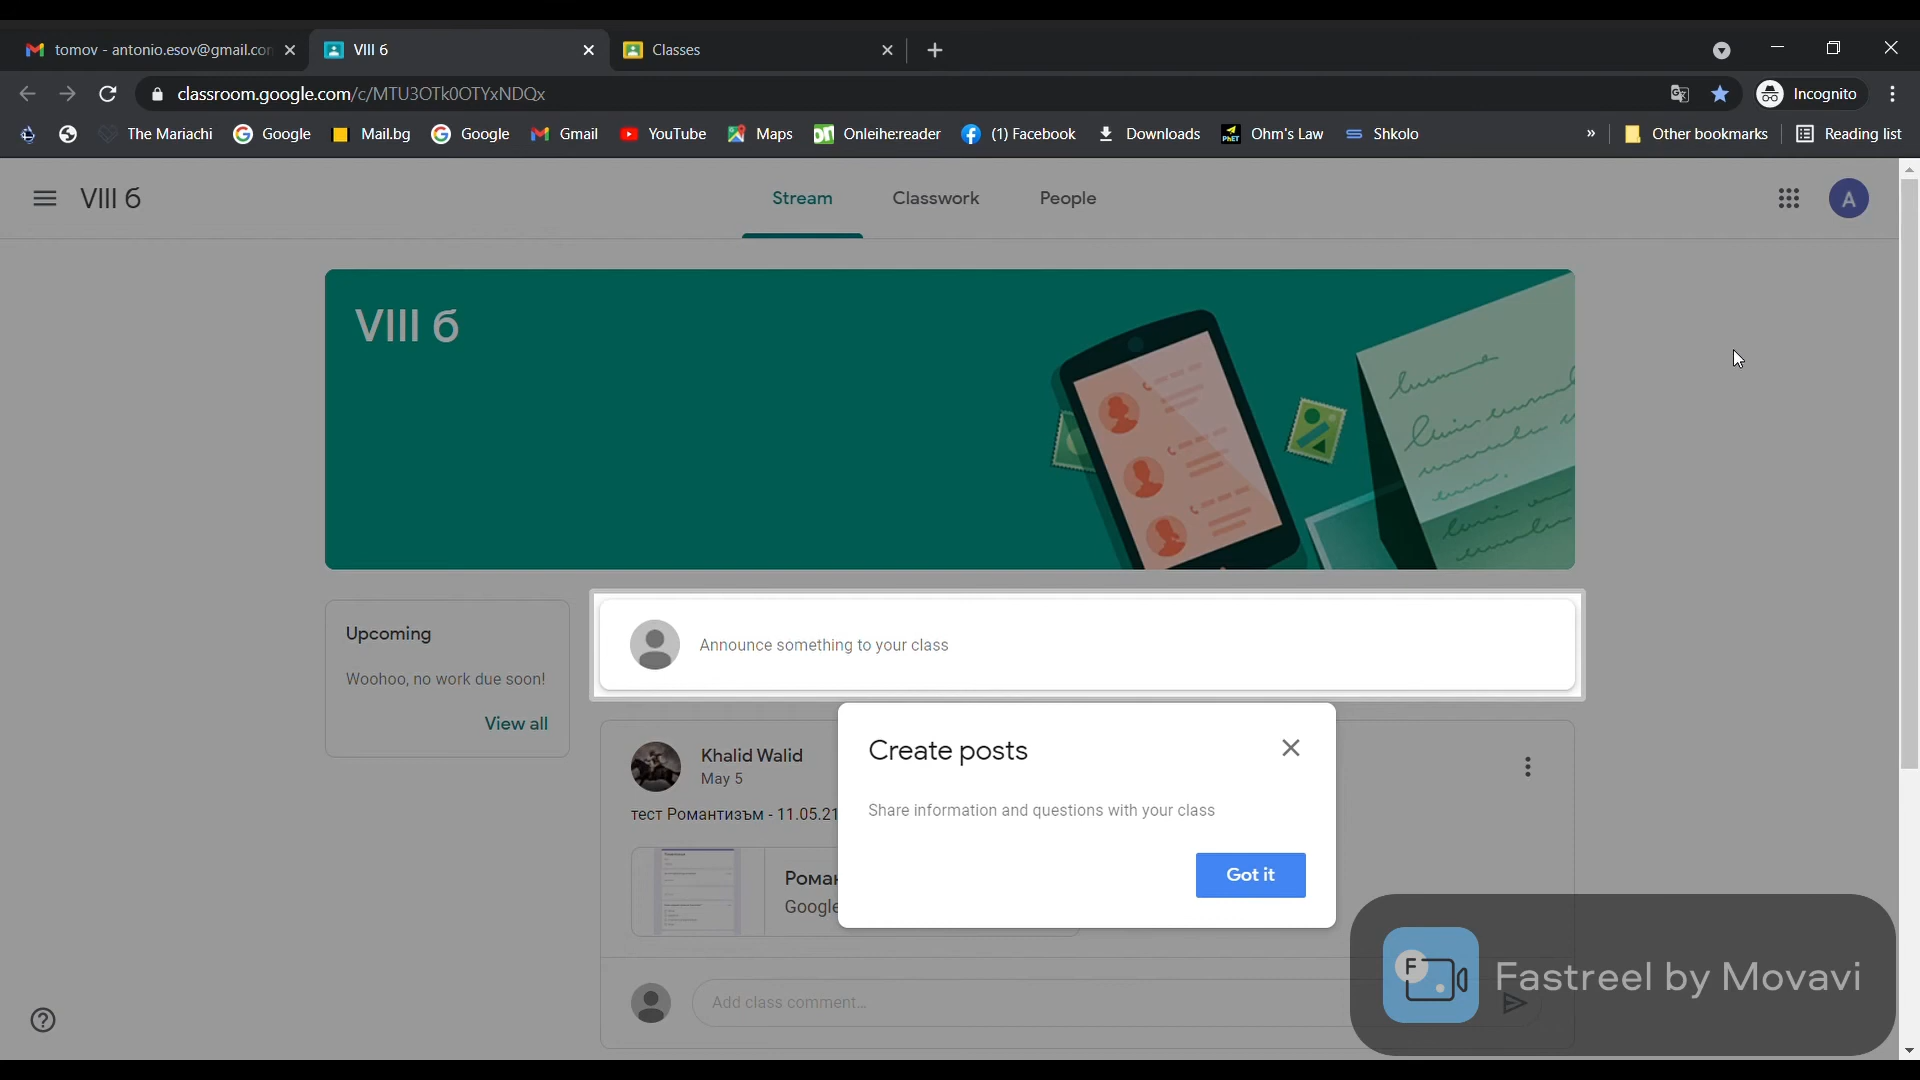 tomov - antonio.esov@gmail.con
VIII 6
Classes
classroom.google.com/c/MTU3OTk0OTYxNDQx
Incognito
The Mariachi
Google
Mail.bg
Google
Gmail
YouTube
Maps
Onleihe:reader
(1) Facebook
Downloads
Ohm's Law
Shkolo
»
Other bookmarks
Reading list
VIII б
Stream
Classwork
People
A
VIII б
Upcoming
Woohoo, no work due soon!
View all
Announce something to your class
Khalid Walid
May 5
тест Романтизъм - 11.05.21
Create posts
Share information and questions with your class
Got it
Google
Add class comment...
F
Fastreel by Movavi